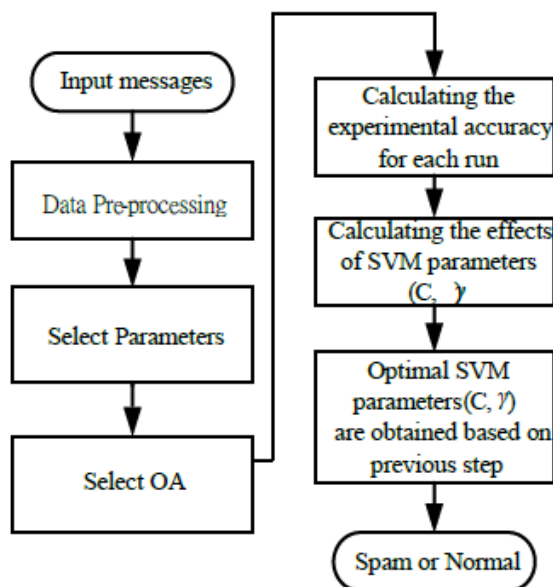 Input messages
Data Pre-processing
Select Parameters
Select OA
Calculating the
experimental accuracy
for each run
Calculating the effects
of SVM parameters
(C, )γ
Optimal SVM
parameters(C, γ)
are obtained based on
previous step
Spam or Normal